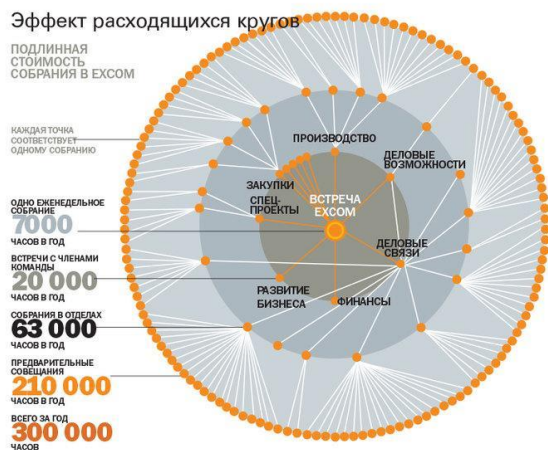 Эффект расходящихся кругов
ПОДЛИННАЯ
СТОИМОСТЬ
СОБРАНИЯ В EXCOM
КАЖДАЯ ТОЧКА
СООТВЕТСТВУЕТ
ОДНОМУ СОБРАНИЮ
ОДНО ЕЖЕНЕДЕЛЬНОЕ
СОБРАНИЕ
7000
ЧАСОВ В ГОД
ВСТРЕЧИ С ЧЛЕНАМИ
КОМАНДЫ
20 000
ЧАСОВ В ГОД
СОБРАНИЯ В ОТДЕЛАХ
63 000
ЧАСОВ В ГОД
ПРЕДВАРИТЕЛЬНЫЕ
СОВЕЩАНИЯ
210 000
ЧАСОВ В ГОД
ВСЕГО ЗА ГОД
300 000
ЧАСОВ
ПРОИЗВОДСТВО
ДЕЛОВЫЕ
ВОЗМОЖНОСТИ
ЗАКУПКИ
СПЕЦ-
ПРОЕКТЫ
ВСТРЕЧА
EXCOM
ДЕЛОВЫЕ
СВЯЗИ
РАЗВИТИЕ
БИЗНЕСА
ФИНАНСЫ